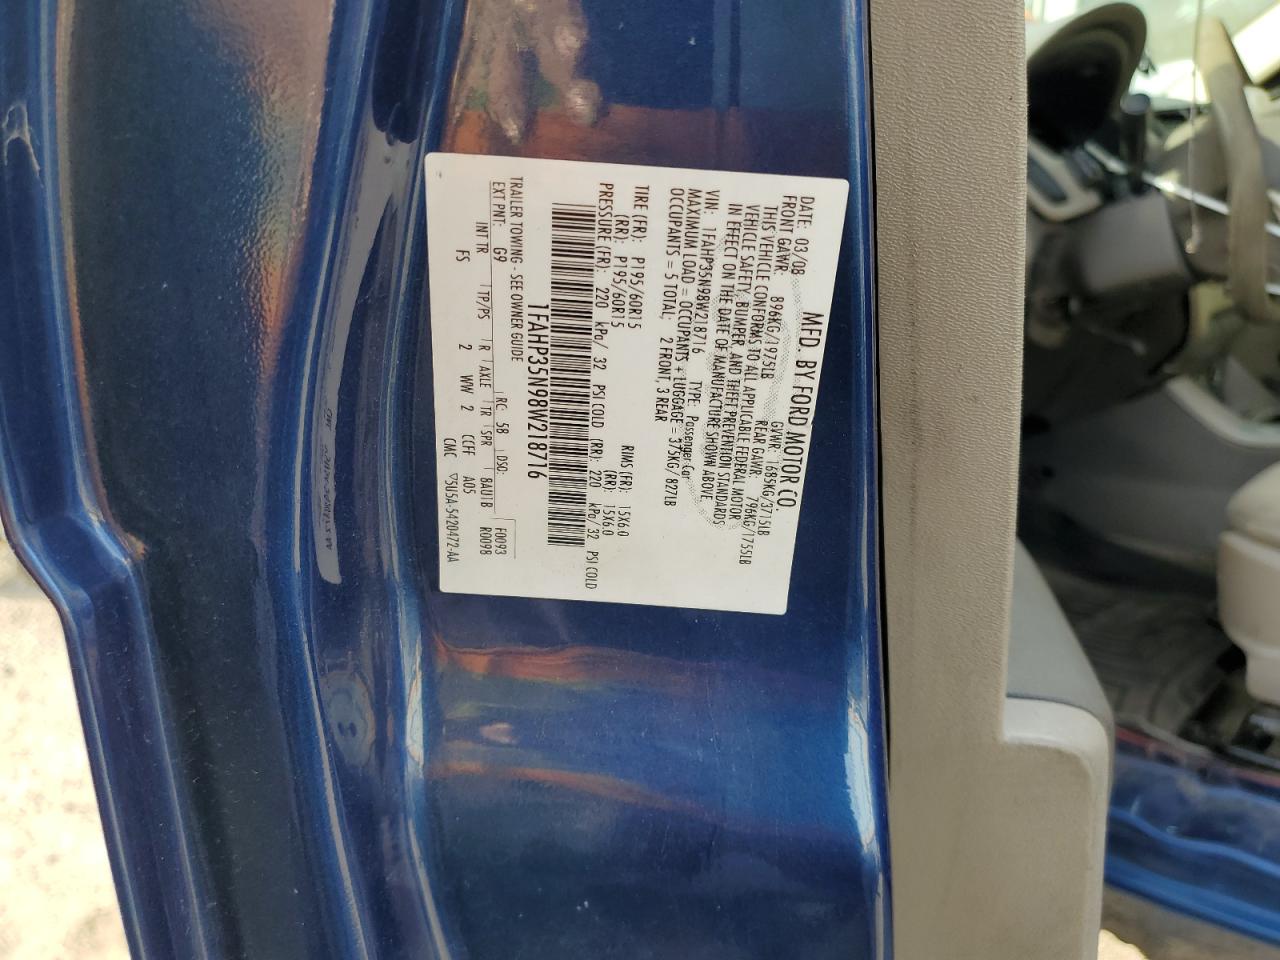 MFD. BY FORD MOTOR CO.
DATE: 03/08 GVWR: 1685KG/3715LB
FRONT GAWR: 896KG/1975LB REAR GAWR: 796KG/1755LB
THIS VEHICLE CONFORMS TO ALL APPLICABLE FEDERAL MOTOR
VEHICLE SAFETY, BUMPER, AND THEFT PREVENTION STANDARDS
IN EFFECT ON THE DATE OF MANUFACTURE SHOWN ABOVE.
VIN: 1FAHP35N98W218716 TYPE: Passenger Car
MAXIMUM LOAD = OCCUPANTS + LUGGAGE = 375KG/827LB
OCCUPANTS = 5 TOTAL 2 FRONT, 3 REAR
TIRE (FR): P195/60R15 RIMS (FR): 15X6.0
(RR): P195/60R15 (RR): 15X6.0
PRESSURE (FR): 220 kPa/ 32 PSI COLD (RR): 220 kPa/ 32 PSI COLD
1FAHP35N98W218716
TRAILER TOWING - SEE OWNER GUIDE F0093
EXT PNT: G9 RC: 58 DSO: R0098
INT TR TP/PS R AXLE TR SPR 8AU1B
FS 2 WW 2 CCFF A05
CMC ▽5U5A-5420472-AA